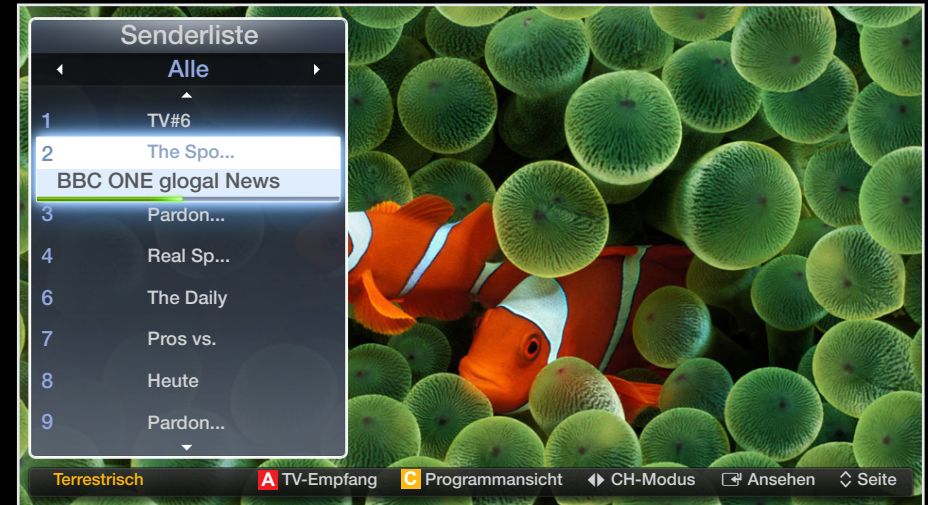 Senderliste
Alle
1 TV#6
2 The Spo...
BBC ONE glogal News
3 Pardon...
4 Real Sp...
6 The Daily
7 Pros vs.
8 Heute
9 Pardon...
Terrestrisch A TV-Empfang C Programmansicht CH-Modus Ansehen Seite